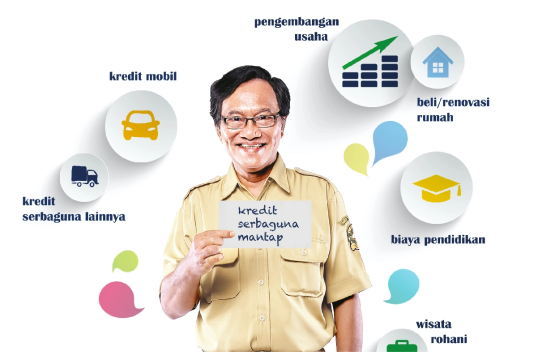 pengembangan
usaha
kredit mobil
beli/renovasi
rumah
kredit
serbaguna lainnya
kredit
serbaguna
mantap
biaya pendidikan
wisata
rohani